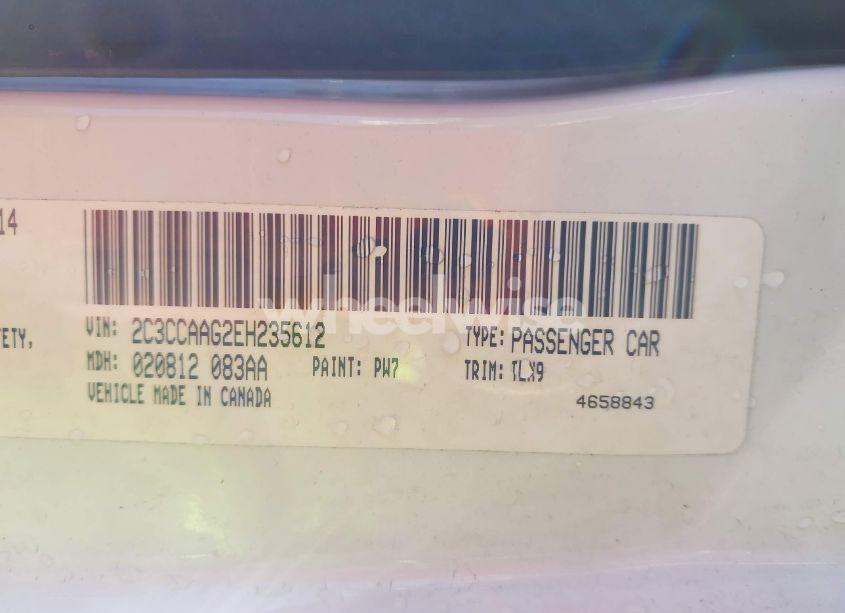 14
wheelwise
ETY,
VIN: 2C3CCAAG2EH235612
TYPE: PASSENGER CAR
MDH: 020812 083AA
PAINT: PW7
TRIM: TLX9
VEHICLE MADE IN CANADA
4658843